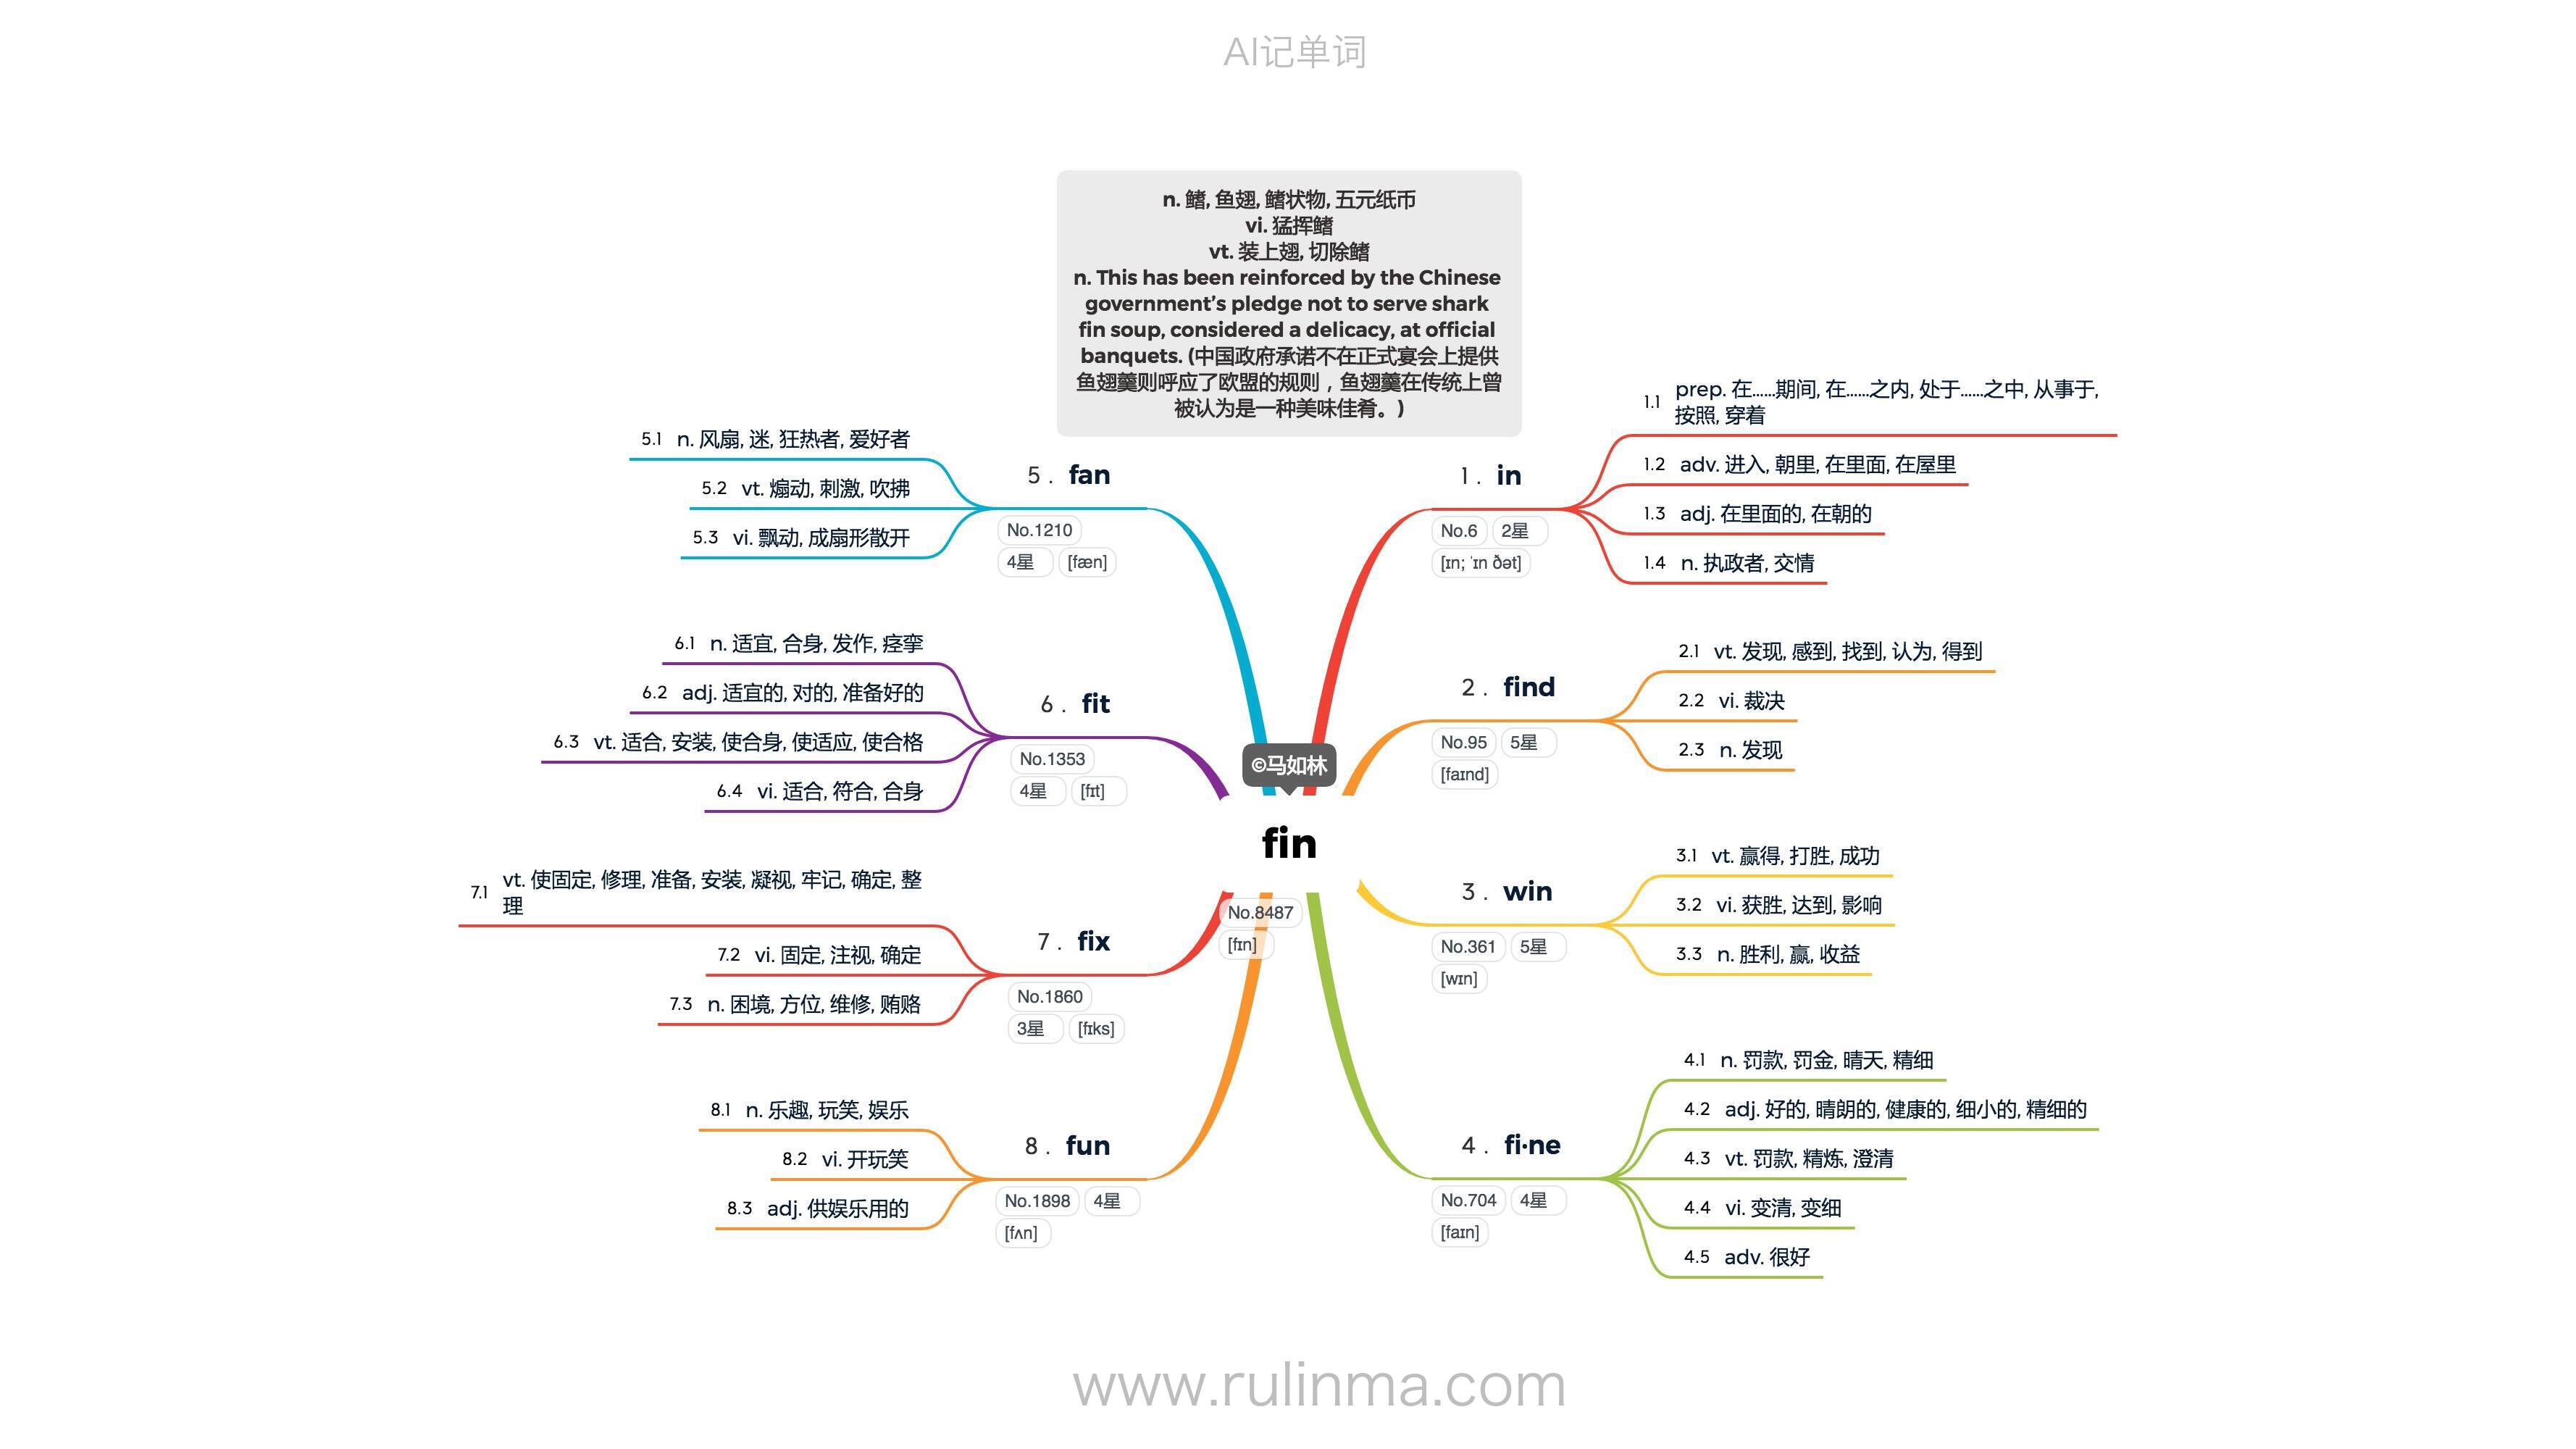 AI记单词
n. 鳍, 鱼翅, 鳍状物, 五元纸币
vi. 猛挥鳍
vt. 装上翅, 切除鳍
n. This has been reinforced by the Chinese
government’s pledge not to serve shark
fin soup, considered a delicacy, at official
banquets. (中国政府承诺不在正式宴会上提供
鱼翅羹则呼应了欧盟的规则，鱼翅羹在传统上曾
被认为是一种美味佳肴。)
©马如林
fin
No.8487
[fɪn]
1 . in
No.6 2星
[ɪn; ˈɪn ðət]
1.1 prep. 在……期间, 在……之内, 处于……之中, 从事于,
按照, 穿着
1.2 adv. 进入, 朝里, 在里面, 在屋里
1.3 adj. 在里面的, 在朝的
1.4 n. 执政者, 交情
2 . find
No.95 5星
[faɪnd]
2.1 vt. 发现, 感到, 找到, 认为, 得到
2.2 vi. 裁决
2.3 n. 发现
3 . win
No.361 5星
[wɪn]
3.1 vt. 赢得, 打胜, 成功
3.2 vi. 获胜, 达到, 影响
3.3 n. 胜利, 赢, 收益
4 . fi·ne
No.704 4星
[faɪn]
4.1 n. 罚款, 罚金, 晴天, 精细
4.2 adj. 好的, 晴朗的, 健康的, 细小的, 精细的
4.3 vt. 罚款, 精炼, 澄清
4.4 vi. 变清, 变细
4.5 adv. 很好
5 . fan
No.1210
4星 [fæn]
5.1 n. 风扇, 迷, 狂热者, 爱好者
5.2 vt. 煽动, 刺激, 吹拂
5.3 vi. 飘动, 成扇形散开
6 . fit
No.1353
4星 [fɪt]
6.1 n. 适宜, 合身, 发作, 痉挛
6.2 adj. 适宜的, 对的, 准备好的
6.3 vt. 适合, 安装, 使合身, 使适应, 使合格
6.4 vi. 适合, 符合, 合身
7 . fix
No.1860
3星 [fɪks]
7.1 vt. 使固定, 修理, 准备, 安装, 凝视, 牢记, 确定, 整
理
7.2 vi. 固定, 注视, 确定
7.3 n. 困境, 方位, 维修, 贿赂
8 . fun
No.1898 4星
[fʌn]
8.1 n. 乐趣, 玩笑, 娱乐
8.2 vi. 开玩笑
8.3 adj. 供娱乐用的
www.rulinma.com